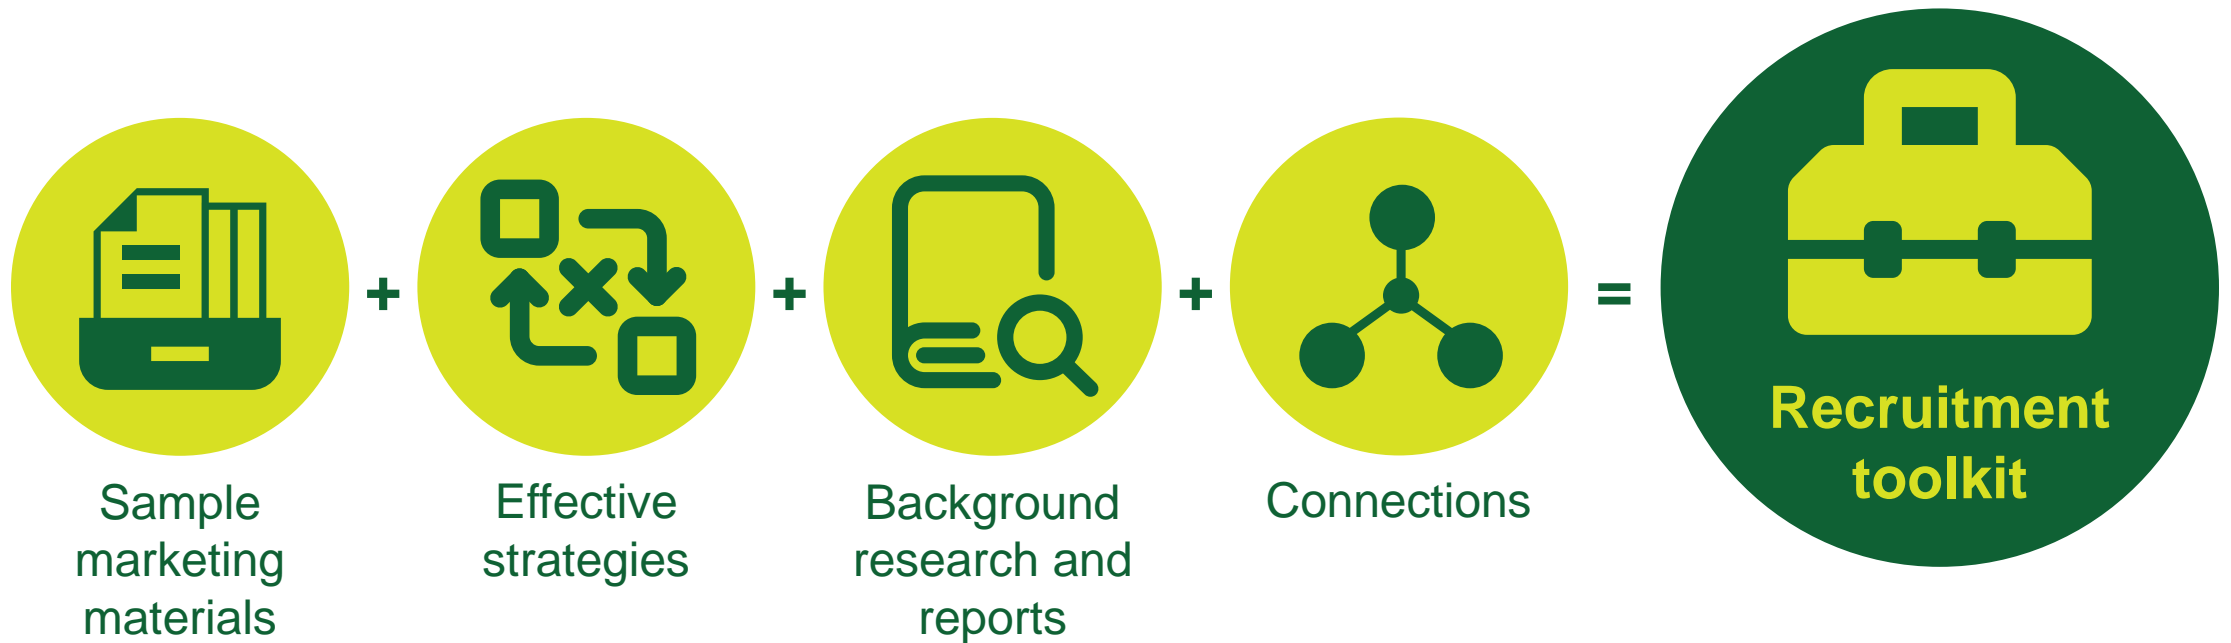 Sample
marketing
materials
+
Effective
strategies
+
Background
research and
reports
+
Connections
=
Recruitment
toolkit